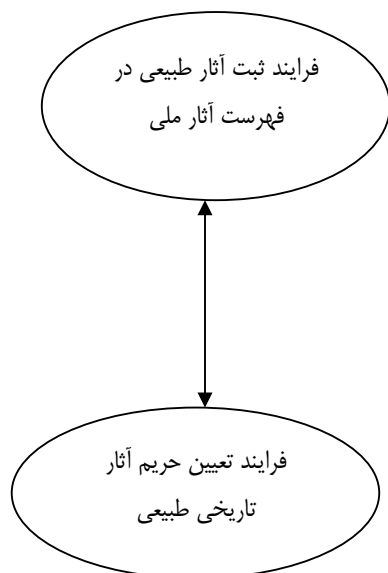 فرایند ثبت آثار طبیعی در
فهرست آثار ملی
فرایند تعیین حریم آثار
تاریخی طبیعی